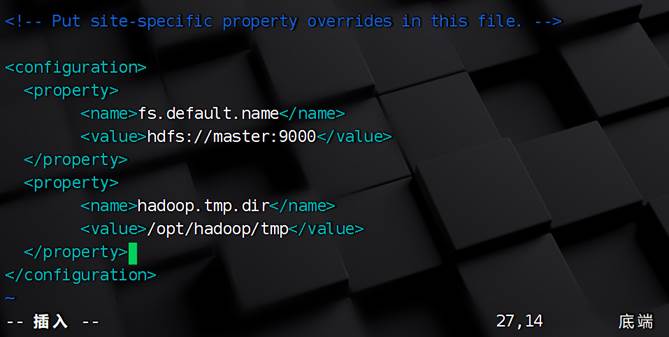 <!-- Put site-specific property overrides in this file. -->
<configuration>
  <property>
        <name>fs.default.name</name>
        <value>hdfs://master:9000</value>
  </property>
  <property>
        <name>hadoop.tmp.dir</name>
        <value>/opt/hadoop/tmp</value>
  </property>
</configuration>
~
-- 插入 -- 27,14 底端